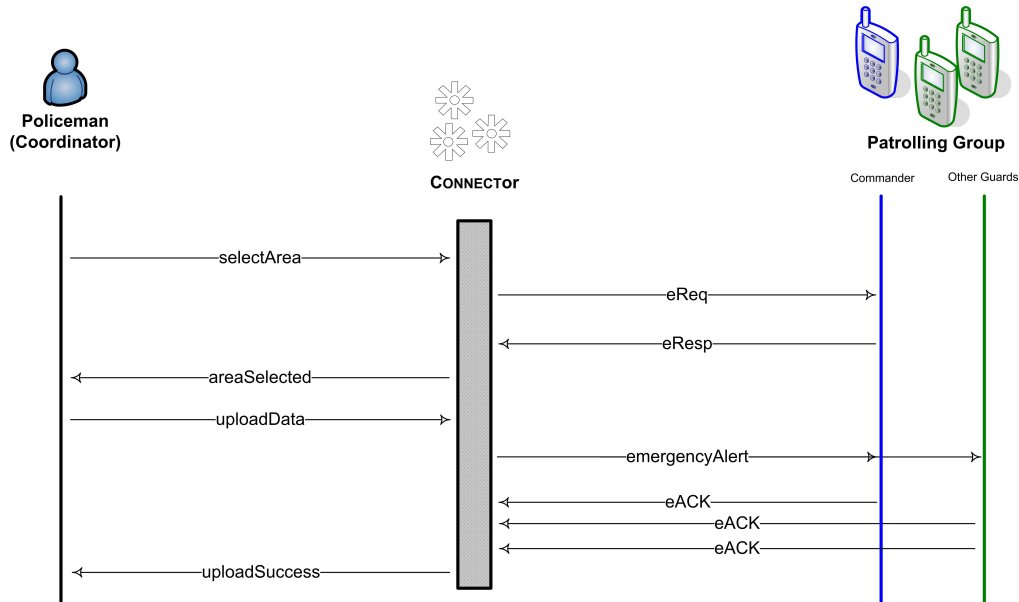 Policeman
(Coordinator)
CONNECTor
Patrolling Group
Commander
Other Guards
selectArea
eReq
eResp
areaSelected
uploadData
emergencyAlert
eACK
eACK
eACK
uploadSuccess